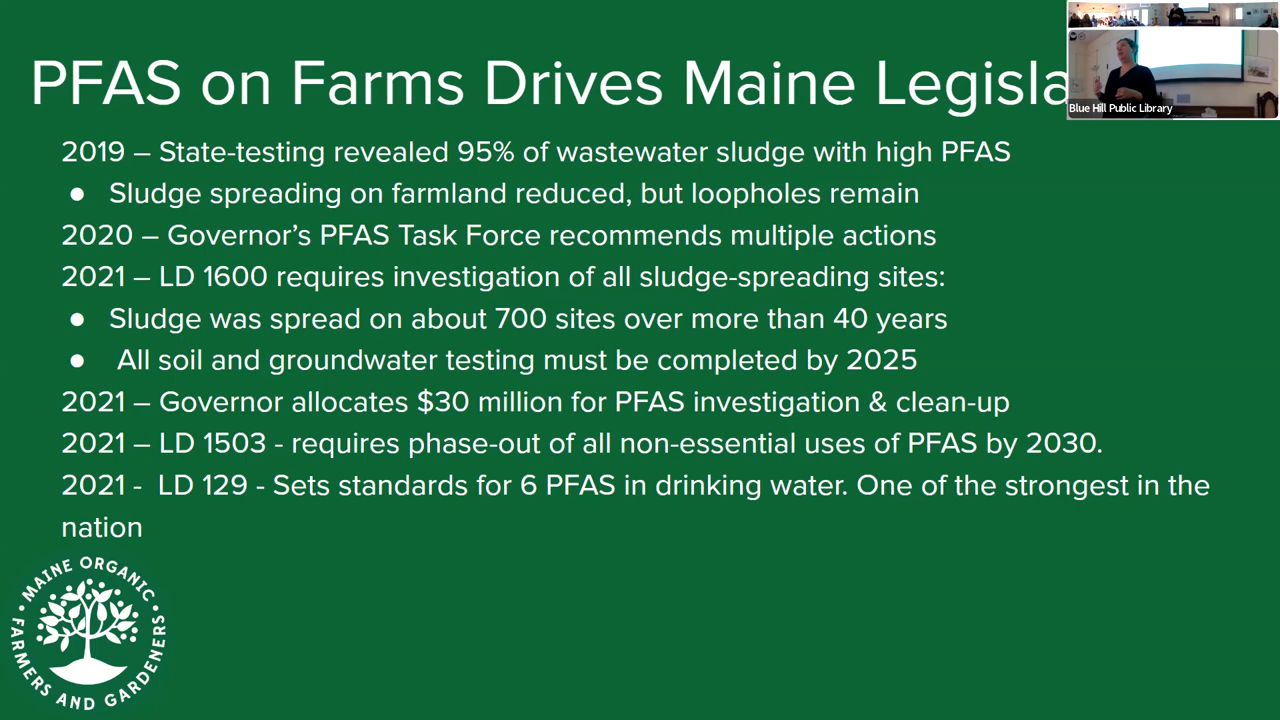 PFAS on Farms Drives Maine Legisla
Blue Hill Public Library
2019 – State-testing revealed 95% of wastewater sludge with high PFAS
● Sludge spreading on farmland reduced, but loopholes remain
2020 – Governor’s PFAS Task Force recommends multiple actions
2021 – LD 1600 requires investigation of all sludge-spreading sites:
● Sludge was spread on about 700 sites over more than 40 years
● All soil and groundwater testing must be completed by 2025
2021 – Governor allocates $30 million for PFAS investigation & clean-up
2021 – LD 1503 - requires phase-out of all non-essential uses of PFAS by 2030.
2021 - LD 129 - Sets standards for 6 PFAS in drinking water. One of the strongest in the
nation
• MAINE ORGANIC •
FARMERS AND GARDENERS